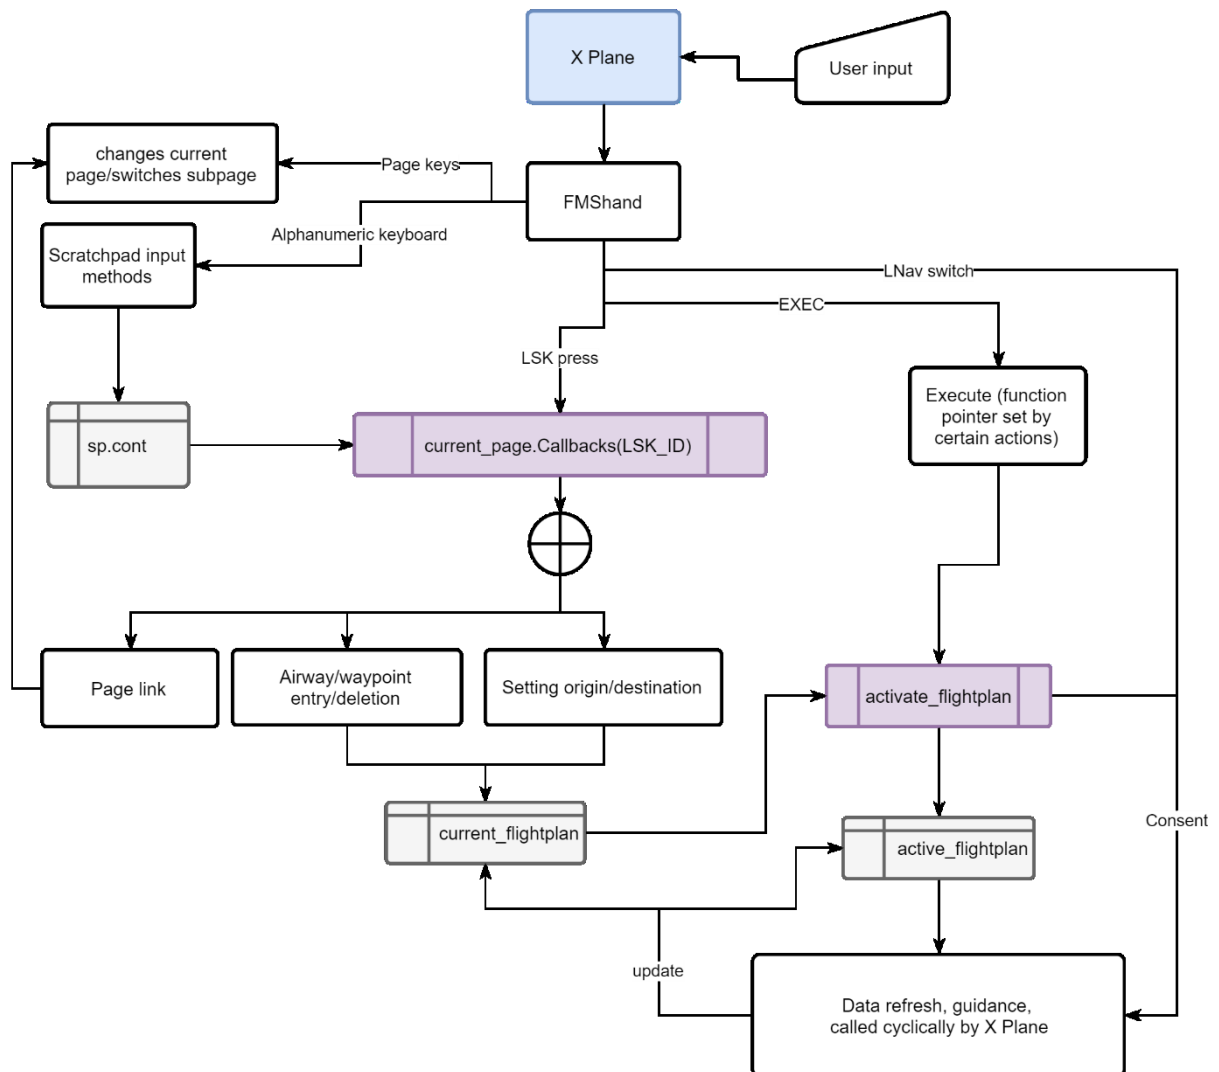 X Plane
User input
changes current
page/switches subpage
Page keys
FMShand
Alphanumeric keyboard
Scratchpad input
methods
LNav switch
EXEC
LSK press
Execute (function
pointer set by
certain actions)
sp.cont
current_page.Callbacks(LSK_ID)
Page link
Airway/waypoint
entry/deletion
Setting origin/destination
activate_flightplan
current_flightplan
active_flightplan
Consent
update
Data refresh, guidance,
called cyclically by X Plane